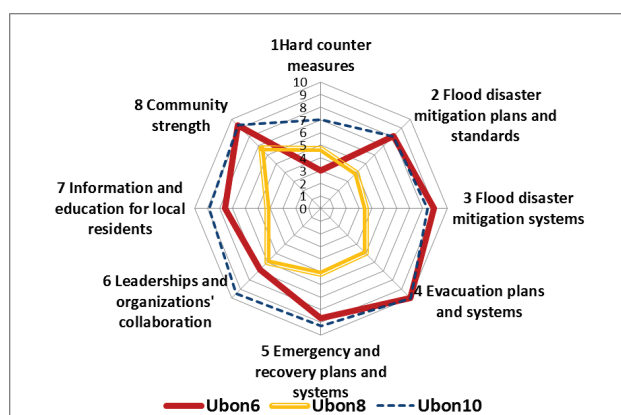 1Hard counter
measures
10
9
8
7
6
5
4
3
2
1
0
2 Flood disaster
mitigation plans and
standards
3 Flood disaster
mitigation systems
4 Evacuation plans
and systems
5 Emergency and
recovery plans and
systems
6 Leaderships and
organizations'
collaboration
7 Information and
education for local
residents
8 Community
strength
Ubon6 Ubon8 Ubon10